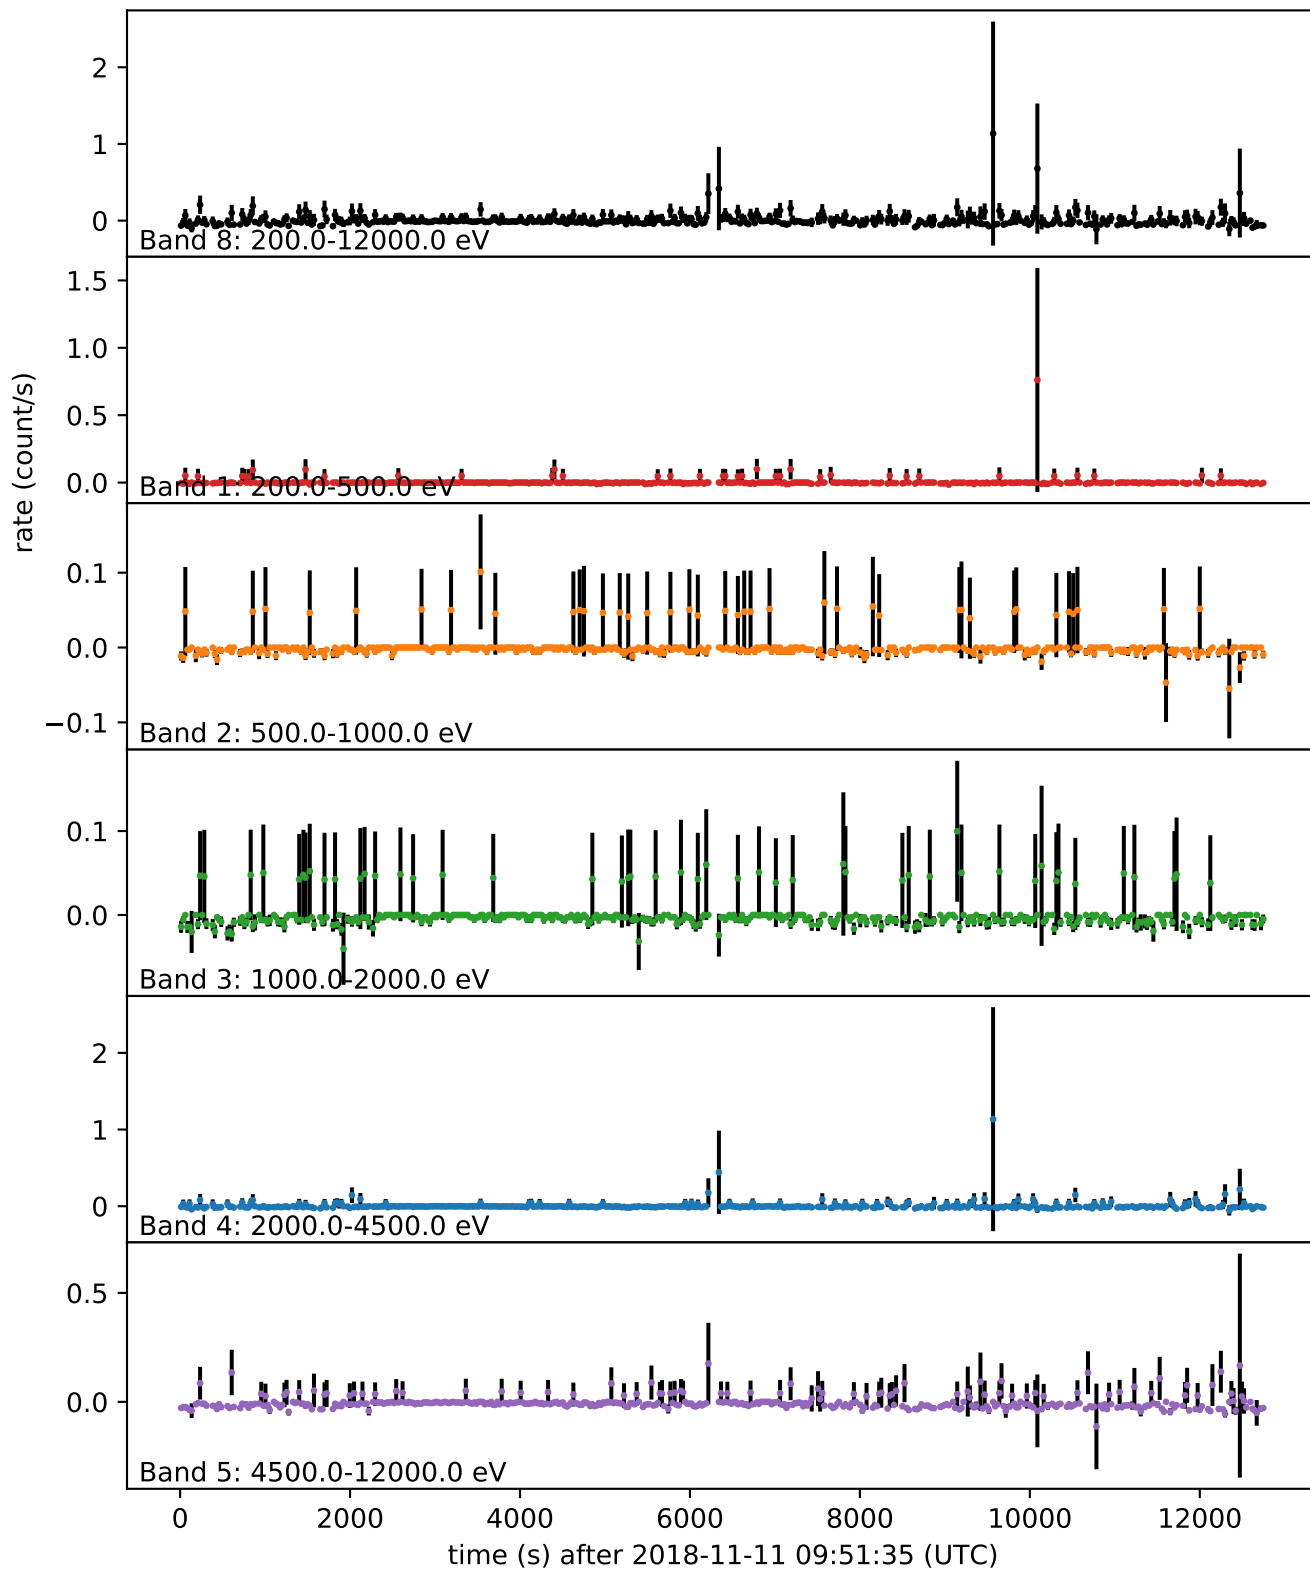 2
1
0
Band 8: 200.0-12000.0 eV
1.5
1.0
0.5
0.0
Band 1: 200.0-500.0 eV
rate (count/s)
0.1
0.0
−0.1
Band 2: 500.0-1000.0 eV
0.1
0.0
Band 3: 1000.0-2000.0 eV
2
1
0
Band 4: 2000.0-4500.0 eV
0.5
0.0
Band 5: 4500.0-12000.0 eV
0 2000 4000 6000 8000 10000 12000
time (s) after 2018-11-11 09:51:35 (UTC)